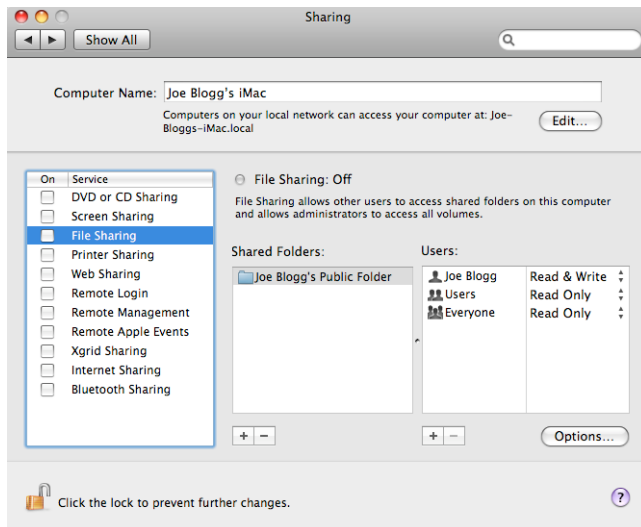 Sharing
Show All
Computer Name: Joe Blogg's iMac
Computers on your local network can access your computer at: Joe-
Bloggs-iMac.local
Edit...
On Service
DVD or CD Sharing
Screen Sharing
File Sharing
Printer Sharing
Web Sharing
Remote Login
Remote Management
Remote Apple Events
Xgrid Sharing
Internet Sharing
Bluetooth Sharing
File Sharing: Off
File Sharing allows other users to access shared folders on this computer
and allows administrators to access all volumes.
Shared Folders:
Joe Blogg's Public Folder
Users:
Joe Blogg Read & Write
Users Read Only
Everyone Read Only
+ −
+ −
Options...
Click the lock to prevent further changes.
?